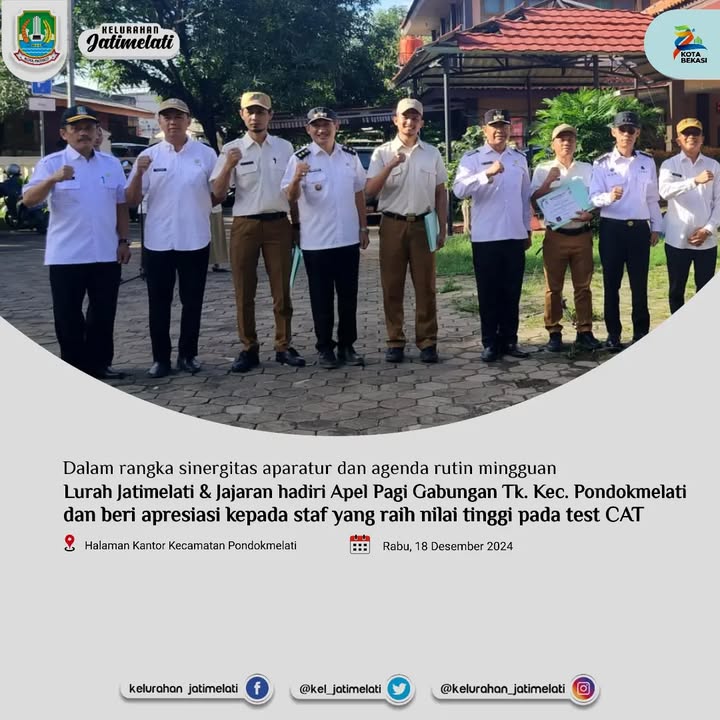 KELURAHAN
Jatimelati
KOTA BEKASI
KOTA
BEKASI
Dalam rangka sinergitas aparatur dan agenda rutin mingguan
Lurah Jatimelati & Jajaran hadiri Apel Pagi Gabungan Tk. Kec. Pondokmelati
dan beri apresiasi kepada staf yang raih nilai tinggi pada test CAT
Halaman Kantor Kecamatan Pondokmelati
Rabu, 18 Desember 2024
kelurahan_jatimelati
@kel_jatimelati
@kelurahan_jatimelati